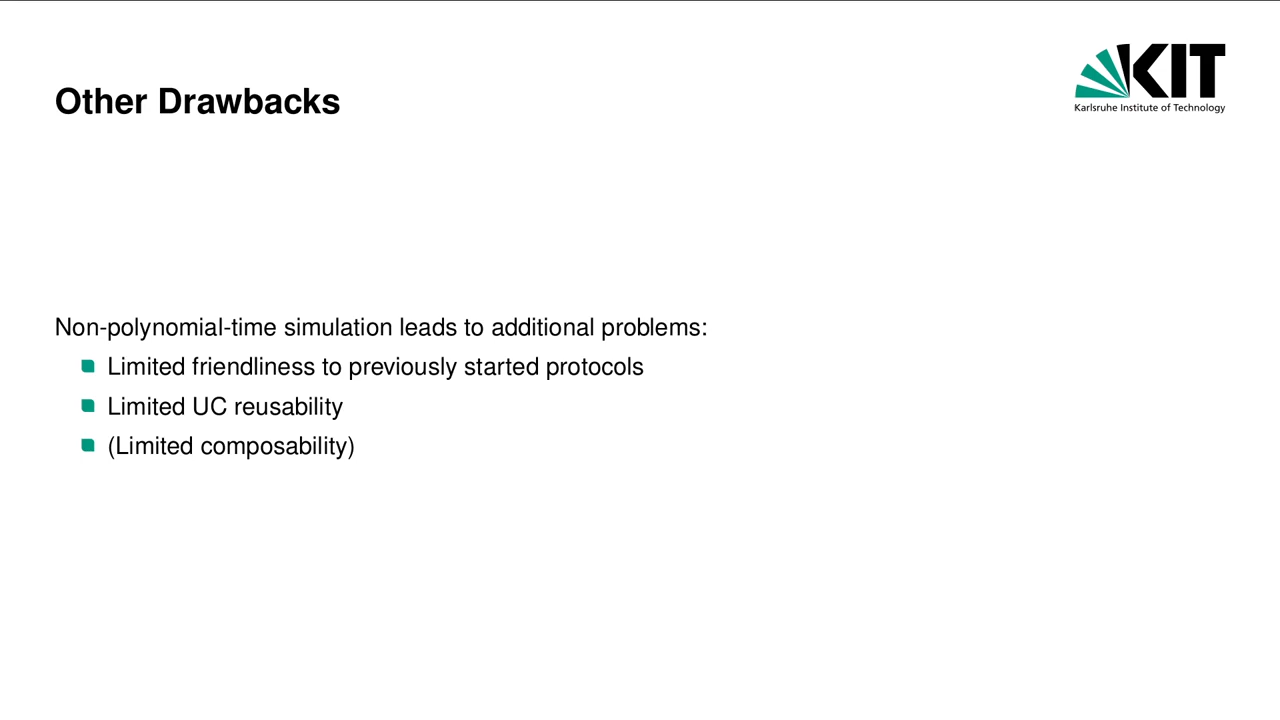 KIT
Karlsruhe Institute of Technology
Other Drawbacks
Non-polynomial-time simulation leads to additional problems:
Limited friendliness to previously started protocols
Limited UC reusability
(Limited composability)